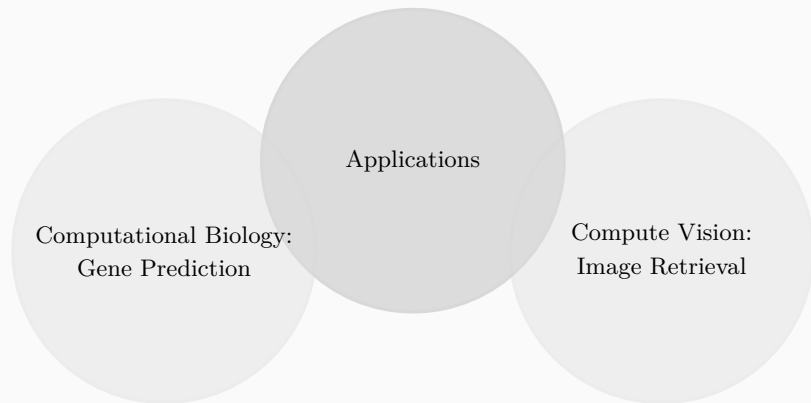 Applications
Computational Biology:
Gene Prediction
Compute Vision:
Image Retrieval